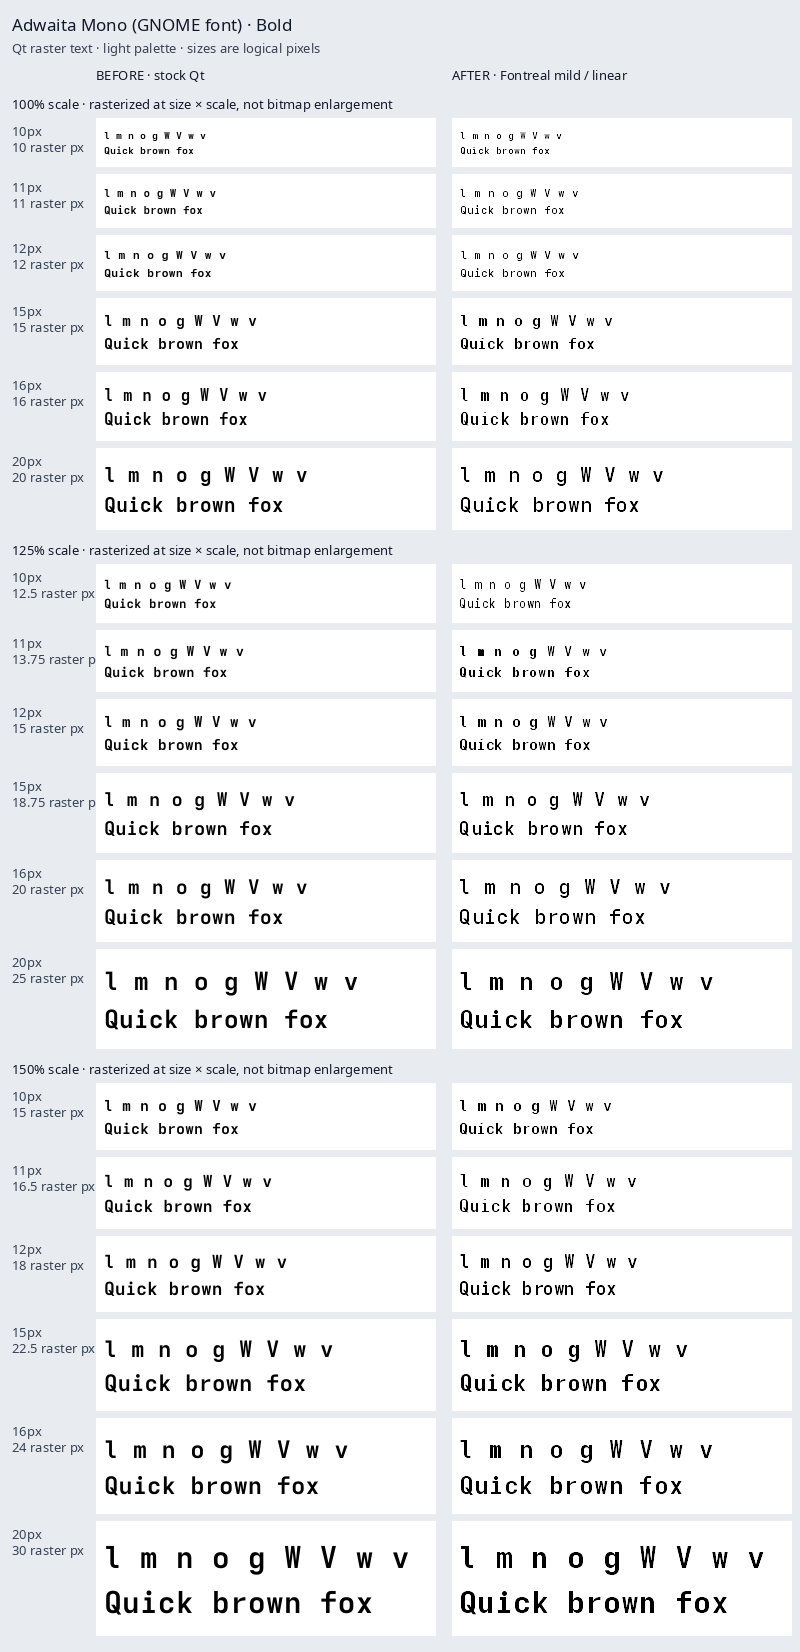 Adwaita Mono (GNOME font) · Bold
Qt raster text · light palette · sizes are logical pixels
BEFORE · stock Qt
AFTER · Fontreal mild / linear
100% scale · rasterized at size × scale, not bitmap enlargement
10px
10 raster px
l m n o g W V w v
Quick brown fox
l m n o g W V w v
Quick brown fox
11px
11 raster px
l m n o g W V w v
Quick brown fox
l m n o g W V w v
Quick brown fox
12px
12 raster px
l m n o g W V w v
Quick brown fox
l m n o g W V w v
Quick brown fox
15px
15 raster px
l m n o g W V w v
Quick brown fox
l m n o g W V w v
Quick brown fox
16px
16 raster px
l m n o g W V w v
Quick brown fox
l m n o g W V w v
Quick brown fox
20px
20 raster px
l m n o g W V w v
Quick brown fox
l m n o g W V w v
Quick brown fox
125% scale · rasterized at size × scale, not bitmap enlargement
10px
12.5 raster px
l m n o g W V w v
Quick brown fox
l m n o g W V w v
Quick brown fox
11px
13.75 raster p
l m n o g W V w v
Quick brown fox
l m n o g W V w v
Quick brown fox
12px
15 raster px
l m n o g W V w v
Quick brown fox
l m n o g W V w v
Quick brown fox
15px
18.75 raster p
l m n o g W V w v
Quick brown fox
l m n o g W V w v
Quick brown fox
16px
20 raster px
l m n o g W V w v
Quick brown fox
l m n o g W V w v
Quick brown fox
20px
25 raster px
l m n o g W V w v
Quick brown fox
l m n o g W V w v
Quick brown fox
150% scale · rasterized at size × scale, not bitmap enlargement
10px
15 raster px
l m n o g W V w v
Quick brown fox
l m n o g W V w v
Quick brown fox
11px
16.5 raster px
l m n o g W V w v
Quick brown fox
l m n o g W V w v
Quick brown fox
12px
18 raster px
l m n o g W V w v
Quick brown fox
l m n o g W V w v
Quick brown fox
15px
22.5 raster px
l m n o g W V w v
Quick brown fox
l m n o g W V w v
Quick brown fox
16px
24 raster px
l m n o g W V w v
Quick brown fox
l m n o g W V w v
Quick brown fox
20px
30 raster px
l m n o g W V w v
Quick brown fox
l m n o g W V w v
Quick brown fox